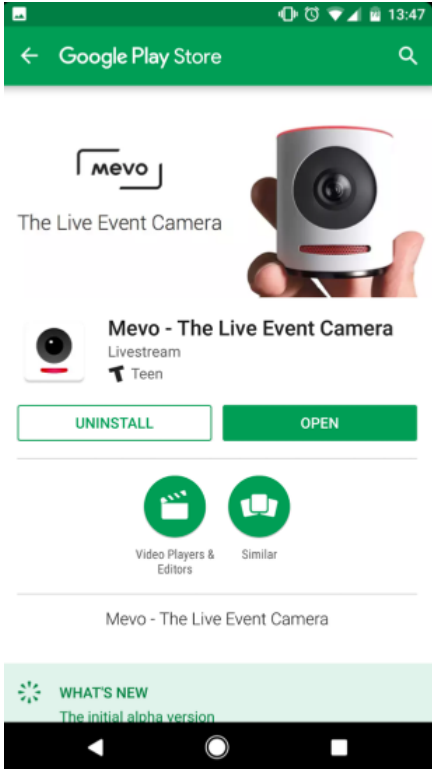 13:47
Google Play Store
mevo
The Live Event Camera
Mevo - The Live Event Camera
Livestream
Teen
UNINSTALL
OPEN
Video Players &
Editors
Similar
Mevo - The Live Event Camera
WHAT'S NEW
The initial alpha version